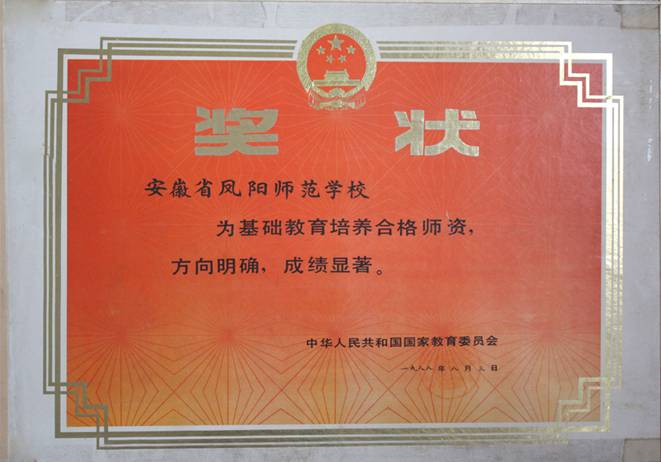 奖状
安徽省凤阳师范学校
为基础教育培养合格师资,
方向明确, 成绩显著。
中华人民共和国国家教育委员会
一九八八年八月三日